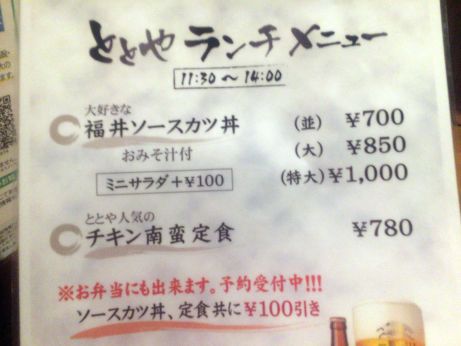 ととや ランチメニュー
11:30～14:00
大好きな
福井ソースカツ丼 (並) ¥700
おみそ汁付 (大) ¥850
ミニサラダ+¥100 (特大) ¥1,000
ととや人気の
チキン南蛮定食 ¥780
※お弁当にも出来ます。予約受付中!!!
ソースカツ丼、定食共に¥100引き